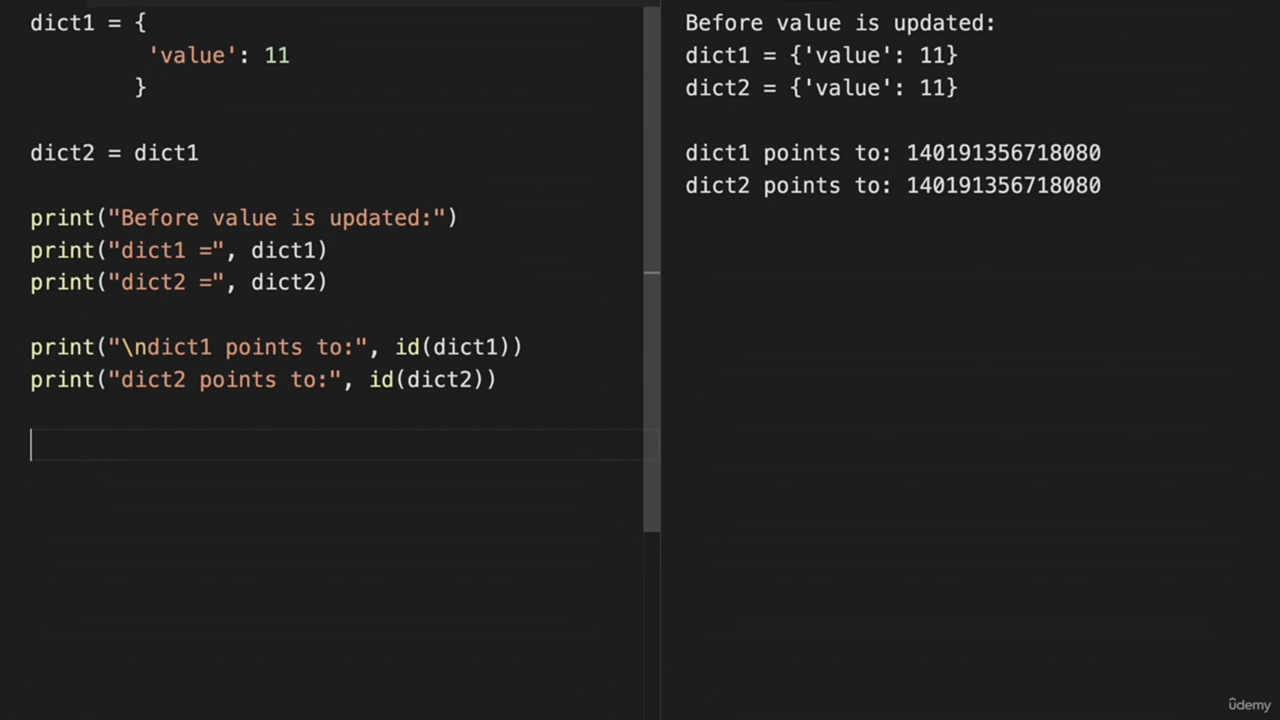 dict1 = {
'value': 11
}
dict2 = dict1
print("Before value is updated:")
print("dict1 =", dict1)
print("dict2 =", dict2)
print("\ndict1 points to:", id(dict1))
print("dict2 points to:", id(dict2))
Before value is updated:
dict1 = {'value': 11}
dict2 = {'value': 11}
dict1 points to: 140191356718080
dict2 points to: 140191356718080
ûdemy